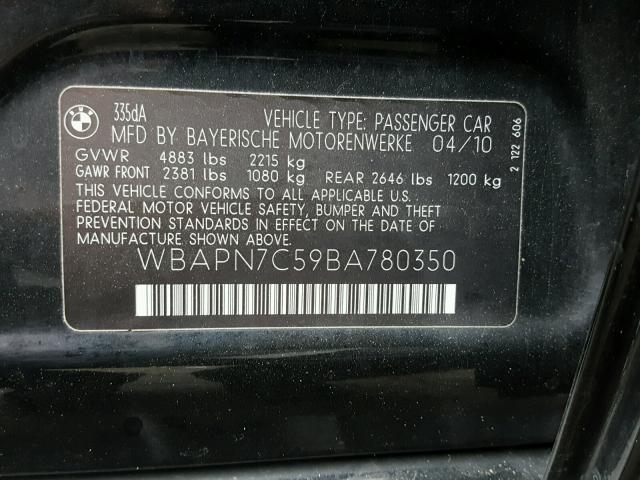 BMW
335dA
VEHICLE TYPE: PASSENGER CAR
MFD BY BAYERISCHE MOTORENWERKE 04/10
GVWR 4883 lbs 2215 kg
GAWR FRONT 2381 lbs 1080 kg REAR 2646 lbs 1200 kg
THIS VEHICLE CONFORMS TO ALL APPLICABLE U.S.
FEDERAL MOTOR VEHICLE SAFETY, BUMPER AND THEFT
PREVENTION STANDARDS IN EFFECT ON THE DATE
OF MANUFACTURE SHOWN ABOVE.
WBAPN7C59BA780350
2 122 606